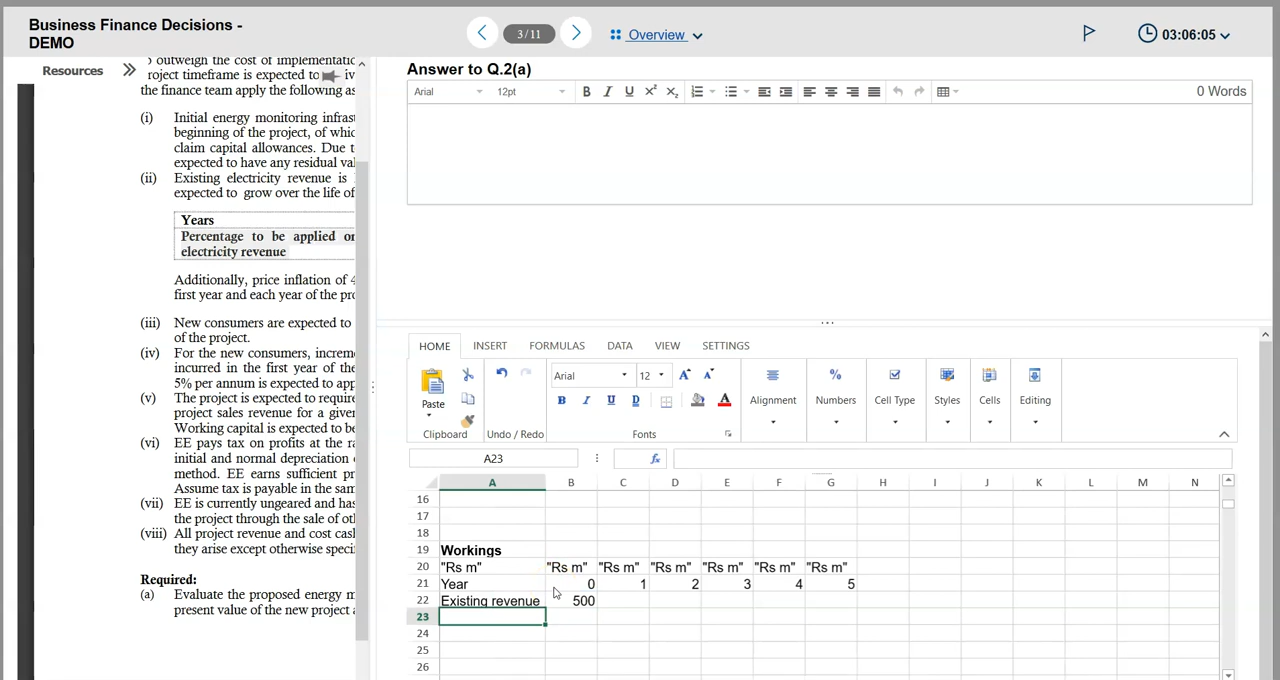 Business Finance Decisions -
DEMO
3/11
Overview
03:06:05
Resources
outweigh the cost of implementatic
roject timeframe is expected to iv
the finance team apply the following as
(i) Initial energy monitoring infrast
beginning of the project, of whic
claim capital allowances. Due t
expected to have any residual val
(ii) Existing electricity revenue is
expected to grow over the life of
Years
Percentage to be applied or
electricity revenue
Additionally, price inflation of 4
first year and each year of the pro
(iii) New consumers are expected to
of the project.
(iv) For the new consumers, increm
incurred in the first year of the
5% per annum is expected to app
(v) The project is expected to require
project sales revenue for a giver
Working capital is expected to be
(vi) EE pays tax on profits at the ra
initial and normal depreciation
method. EE earns sufficient pr
Assume tax is payable in the sam
(vii) EE is currently ungeared and has
the project through the sale of oth
(viii) All project revenue and cost cash
they arise except otherwise speci
Required:
(a) Evaluate the proposed energy m
present value of the new project a
Answer to Q.2(a)
Arial 12pt B I U X² X₂ 0 Words
HOME INSERT FORMULAS DATA VIEW SETTINGS
Paste
Clipboard
Undo / Redo
Arial 12 A A
B I U D A
Fonts
Alignment
Numbers
Cell Type
Styles
Cells
Editing
A23 fx
A B C D E F G H I J K L M N
16
17
18
19 Workings
20 "Rs m" "Rs m" "Rs m" "Rs m" "Rs m" "Rs m" "Rs m"
21 Year 0 1 2 3 4 5
22 Existing revenue 500
23
24
25
26